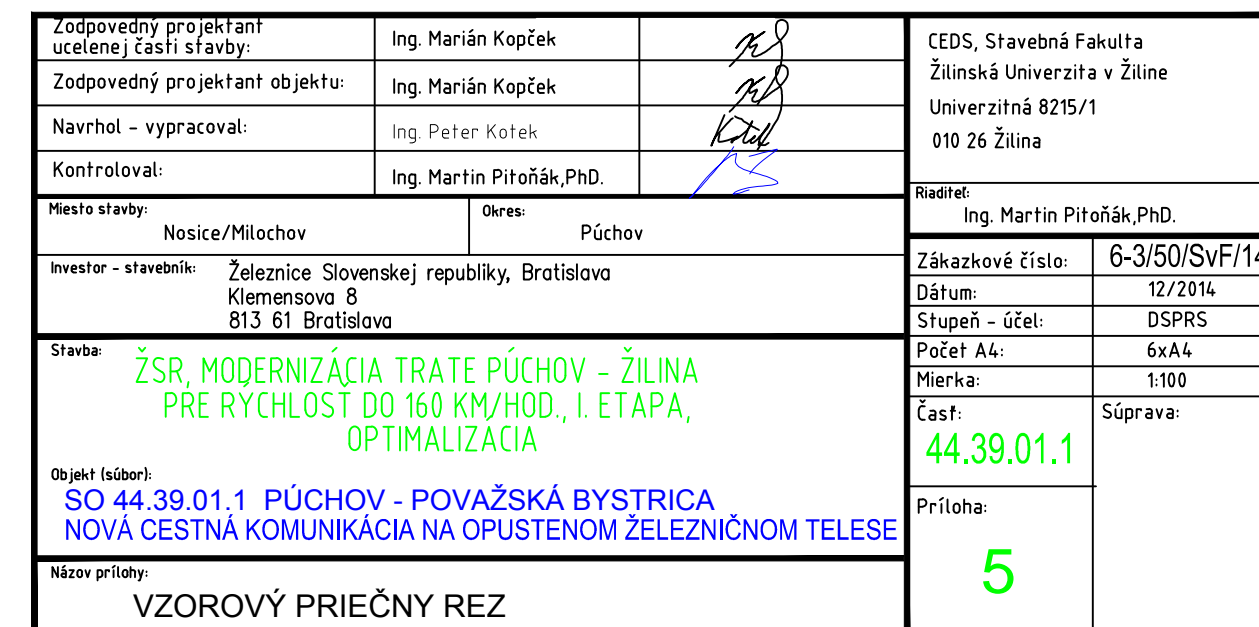 Zodpovedný projektant
ucelenej časti stavby:
Ing. Marián Kopček
Zodpovedný projektant objektu:
Ing. Marián Kopček
Navrhol - vypracoval:
Ing. Peter Kotek
Kotek
Kontroloval:
Ing. Martin Pitoňák,PhD.
Miesto stavby:
Nosice/Milochov
Okres:
Púchov
Investor - stavebník:
Železnice Slovenskej republiky, Bratislava
Klemensova 8
813 61 Bratislava
Stavba:
ŽSR, MODERNIZÁCIA TRATE PÚCHOV - ŽILINA
PRE RÝCHLOSŤ DO 160 KM/HOD., I. ETAPA,
OPTIMALIZÁCIA
Objekt (súbor):
SO 44.39.01.1 PÚCHOV - POVAŽSKÁ BYSTRICA
NOVÁ CESTNÁ KOMUNIKÁCIA NA OPUSTENOM ŽELEZNIČNOM TELESE
Názov prílohy:
VZOROVÝ PRIEČNY REZ
CEDS, Stavebná Fakulta
Žilinská Univerzita v Žiline
Univerzitná 8215/1
010 26 Žilina
Riaditeľ:
Ing. Martin Pitoňák,PhD.
Zákazkové číslo:
6-3/50/SvF/14
Dátum:
12/2014
Stupeň - účel:
DSPRS
Počet A4:
6xA4
Mierka:
1:100
Časť:
44.39.01.1
Súprava:
Príloha:
5